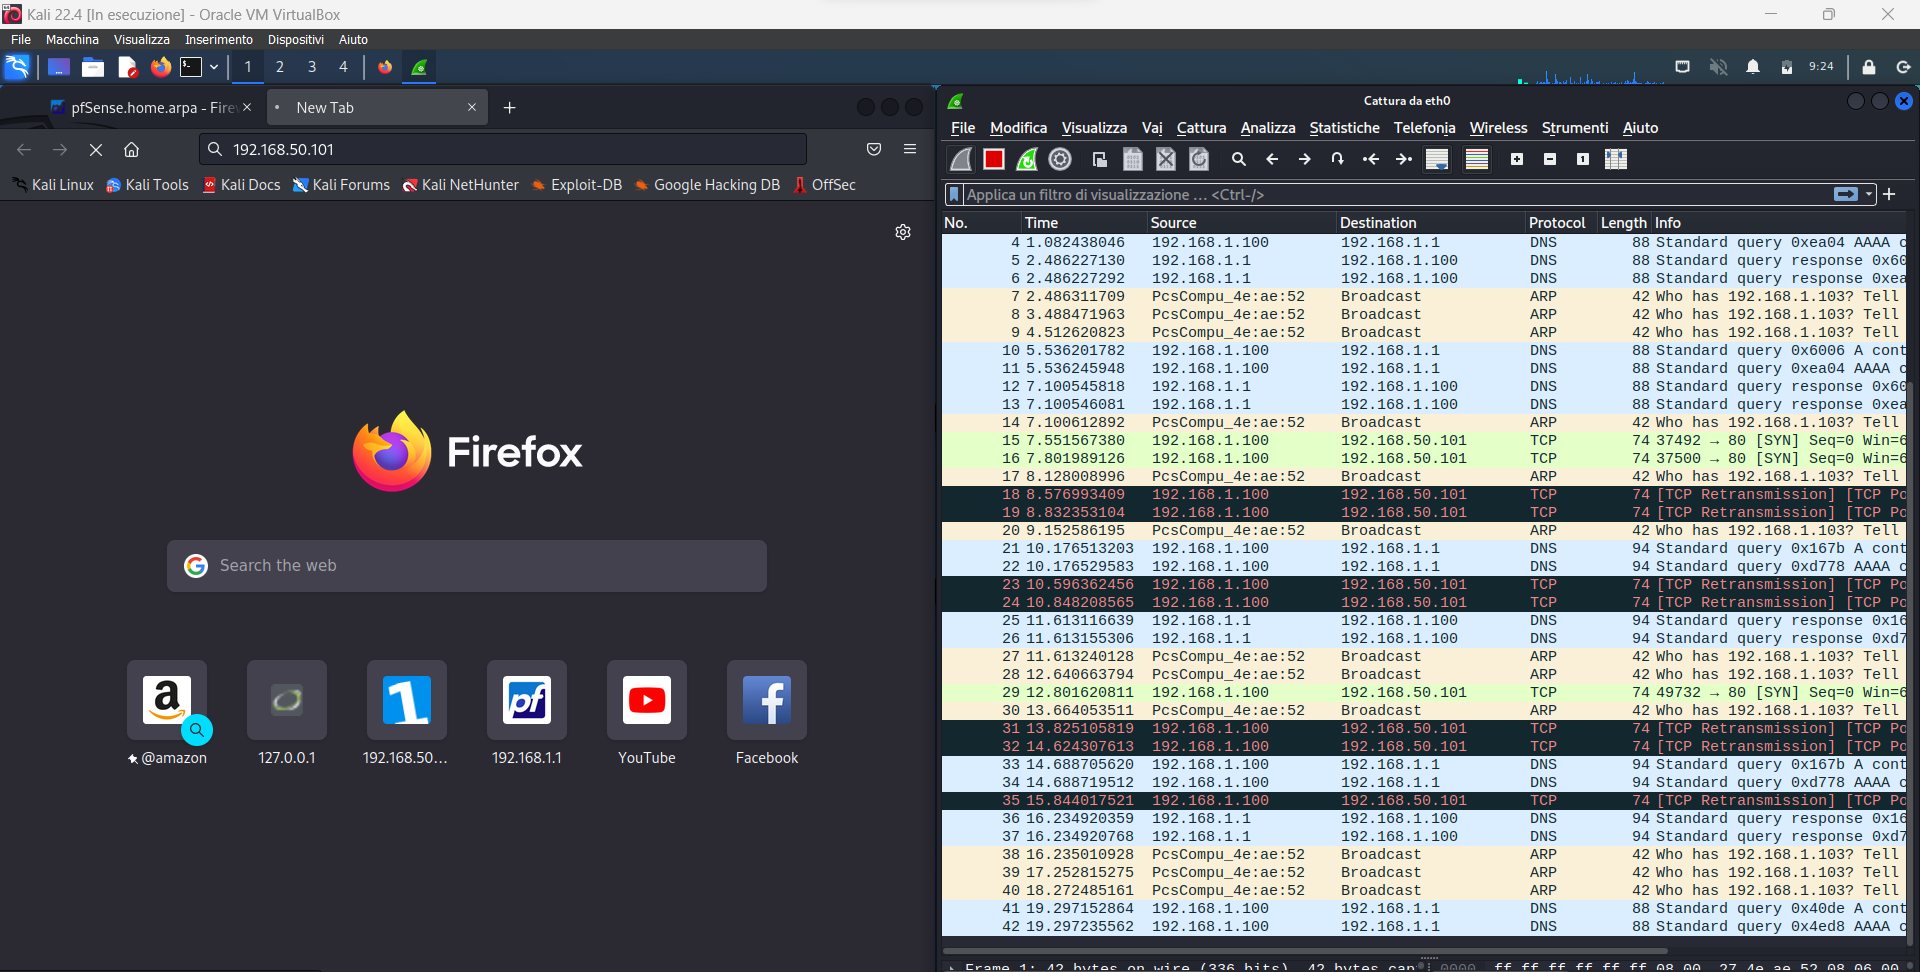 Kali 22.4 [In esecuzione] - Oracle VM VirtualBox
File Macchina Visualizza Inserimento Dispositivi Aiuto
1 2 3 4 9:24
pfSense.home.arpa - Fire
New Tab
192.168.50.101
Kali Linux Kali Tools Kali Docs Kali Forums Kali NetHunter Exploit-DB Google Hacking DB OffSec
Firefox
Search the web
@amazon 127.0.0.1 192.168.50... 192.168.1.1 YouTube Facebook
Cattura da eth0
File Modifica Visualizza Vai Cattura Analizza Statistiche Telefonia Wireless Strumenti Aiuto
Applica un filtro di visualizzazione ... <Ctrl-/>
No. Time Source Destination Protocol Length Info
4 1.082438046 192.168.1.100 192.168.1.1 DNS 88 Standard query 0xea04 AAAA c
5 2.486227130 192.168.1.1 192.168.1.100 DNS 88 Standard query response 0x60
6 2.486227292 192.168.1.1 192.168.1.100 DNS 88 Standard query response 0xea
7 2.486311709 PcsCompu_4e:ae:52 Broadcast ARP 42 Who has 192.168.1.103? Tell
8 3.488471963 PcsCompu_4e:ae:52 Broadcast ARP 42 Who has 192.168.1.103? Tell
9 4.512620823 PcsCompu_4e:ae:52 Broadcast ARP 42 Who has 192.168.1.103? Tell
10 5.536201782 192.168.1.100 192.168.1.1 DNS 88 Standard query 0x6006 A cont
11 5.536245948 192.168.1.100 192.168.1.1 DNS 88 Standard query 0xea04 AAAA c
12 7.100545818 192.168.1.1 192.168.1.100 DNS 88 Standard query response 0x60
13 7.100546081 192.168.1.1 192.168.1.100 DNS 88 Standard query response 0xea
14 7.100612892 PcsCompu_4e:ae:52 Broadcast ARP 42 Who has 192.168.1.103? Tell
15 7.551567380 192.168.1.100 192.168.50.101 TCP 74 37492 → 80 [SYN] Seq=0 Win=6
16 7.801989126 192.168.1.100 192.168.50.101 TCP 74 37500 → 80 [SYN] Seq=0 Win=6
17 8.128008996 PcsCompu_4e:ae:52 Broadcast ARP 42 Who has 192.168.1.103? Tell
18 8.576993409 192.168.1.100 192.168.50.101 TCP 74 [TCP Retransmission] [TCP Po
19 8.832353104 192.168.1.100 192.168.50.101 TCP 74 [TCP Retransmission] [TCP Po
20 9.152586195 PcsCompu_4e:ae:52 Broadcast ARP 42 Who has 192.168.1.103? Tell
21 10.176513203 192.168.1.100 192.168.1.1 DNS 94 Standard query 0x167b A cont
22 10.176529583 192.168.1.100 192.168.1.1 DNS 94 Standard query 0xd778 AAAA c
23 10.596362456 192.168.1.100 192.168.50.101 TCP 74 [TCP Retransmission] [TCP Po
24 10.848208565 192.168.1.100 192.168.50.101 TCP 74 [TCP Retransmission] [TCP Po
25 11.613116639 192.168.1.1 192.168.1.100 DNS 94 Standard query response 0x16
26 11.613155306 192.168.1.1 192.168.1.100 DNS 94 Standard query response 0xd7
27 11.613240128 PcsCompu_4e:ae:52 Broadcast ARP 42 Who has 192.168.1.103? Tell
28 12.640663794 PcsCompu_4e:ae:52 Broadcast ARP 42 Who has 192.168.1.103? Tell
29 12.801620811 192.168.1.100 192.168.50.101 TCP 74 49732 → 80 [SYN] Seq=0 Win=6
30 13.664053511 PcsCompu_4e:ae:52 Broadcast ARP 42 Who has 192.168.1.103? Tell
31 13.825105819 192.168.1.100 192.168.50.101 TCP 74 [TCP Retransmission] [TCP Po
32 14.624307613 192.168.1.100 192.168.50.101 TCP 74 [TCP Retransmission] [TCP Po
33 14.688705620 192.168.1.100 192.168.1.1 DNS 94 Standard query 0x167b A cont
34 14.688719512 192.168.1.100 192.168.1.1 DNS 94 Standard query 0xd778 AAAA c
35 15.844017521 192.168.1.100 192.168.50.101 TCP 74 [TCP Retransmission] [TCP Po
36 16.234920359 192.168.1.1 192.168.1.100 DNS 94 Standard query response 0x16
37 16.234920768 192.168.1.1 192.168.1.100 DNS 94 Standard query response 0xd7
38 16.235010928 PcsCompu_4e:ae:52 Broadcast ARP 42 Who has 192.168.1.103? Tell
39 17.252815275 PcsCompu_4e:ae:52 Broadcast ARP 42 Who has 192.168.1.103? Tell
40 18.272485161 PcsCompu_4e:ae:52 Broadcast ARP 42 Who has 192.168.1.103? Tell
41 19.297152864 192.168.1.100 192.168.1.1 DNS 88 Standard query 0x40de A cont
42 19.297235562 192.168.1.100 192.168.1.1 DNS 88 Standard query 0x4ed8 AAAA c
Frame 1: 42 bytes on wire (336 bits), 42 bytes cap 0000 ff ff ff ff ff ff 08 00 27 4e ae 52 08 06 00